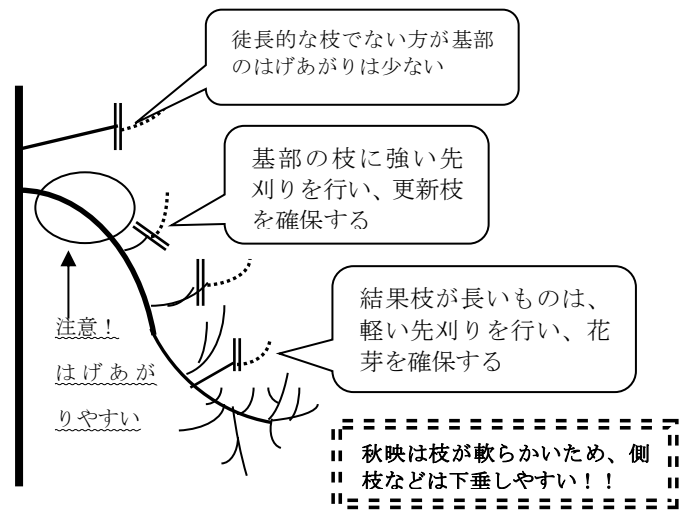 徒長的な枝でない方が基部
のはげあがりは少ない
基部の枝に強い先
刈りを行い、更新枝
を確保する
結果枝が長いものは、
軽い先刈りを行い、花
芽を確保する
注意！
はげあが
りやすい
秋映は枝が軟らかいため、側
枝などは下垂しやすい！！